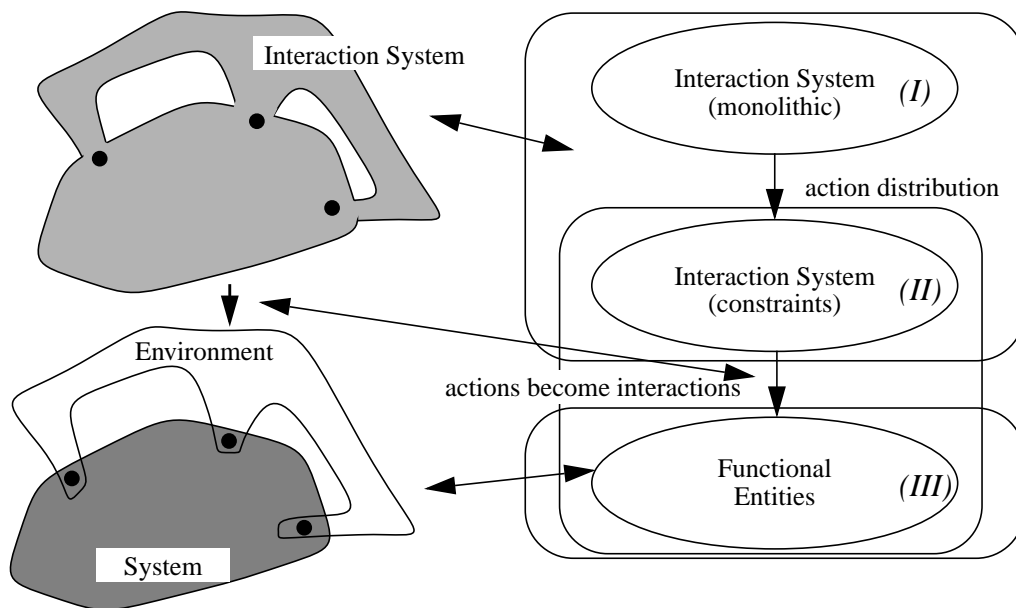 Interaction System
Environment
System
Interaction System
(monolithic)
(I)
action distribution
Interaction System
(constraints)
(II)
actions become interactions
Functional
Entities
(III)